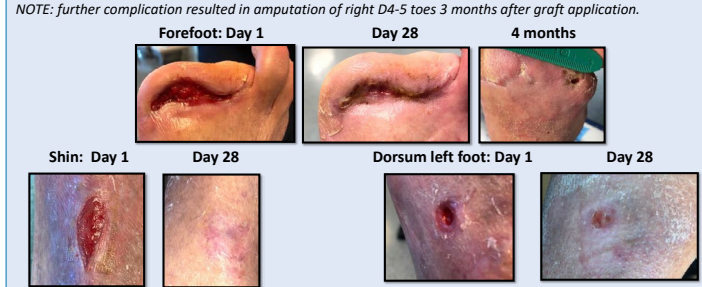 NOTE: further complication resulted in amputation of right D4-5 toes 3 months after graft application.
Forefoot: Day 1 Day 28 4 months
Shin: Day 1 Day 28 Dorsum left foot: Day 1 Day 28